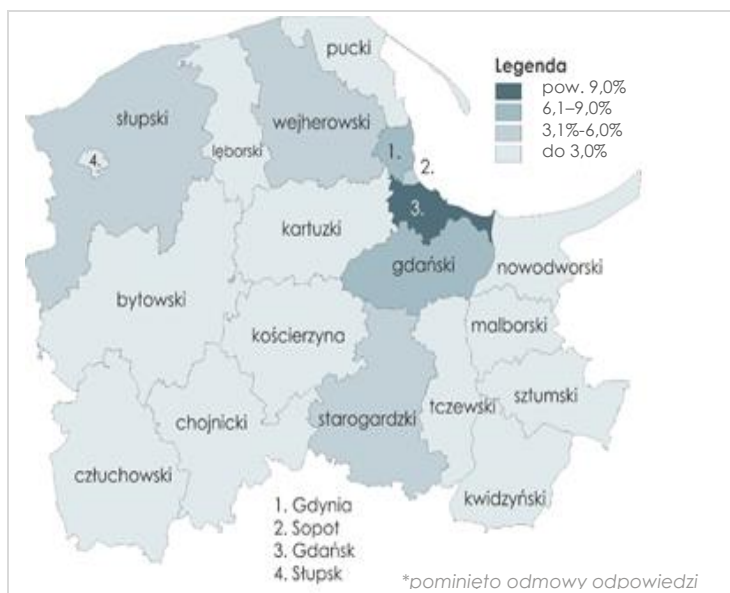 pucki
Legenda
pow. 9,0%
6,1–9,0%
3,1%-6,0%
do 3,0%
słupski
wejherowski
lęborski
1.
2.
4.
3.
kartuzki
gdański
nowodworski
bytowski
kościerzyna
malborski
sztumski
chojnicki
starogardzki
tczewski
człuchowski
kwidzyński
1. Gdynia
2. Sopot
3. Gdańsk
4. Słupsk
*pominięto odmowy odpowiedzi